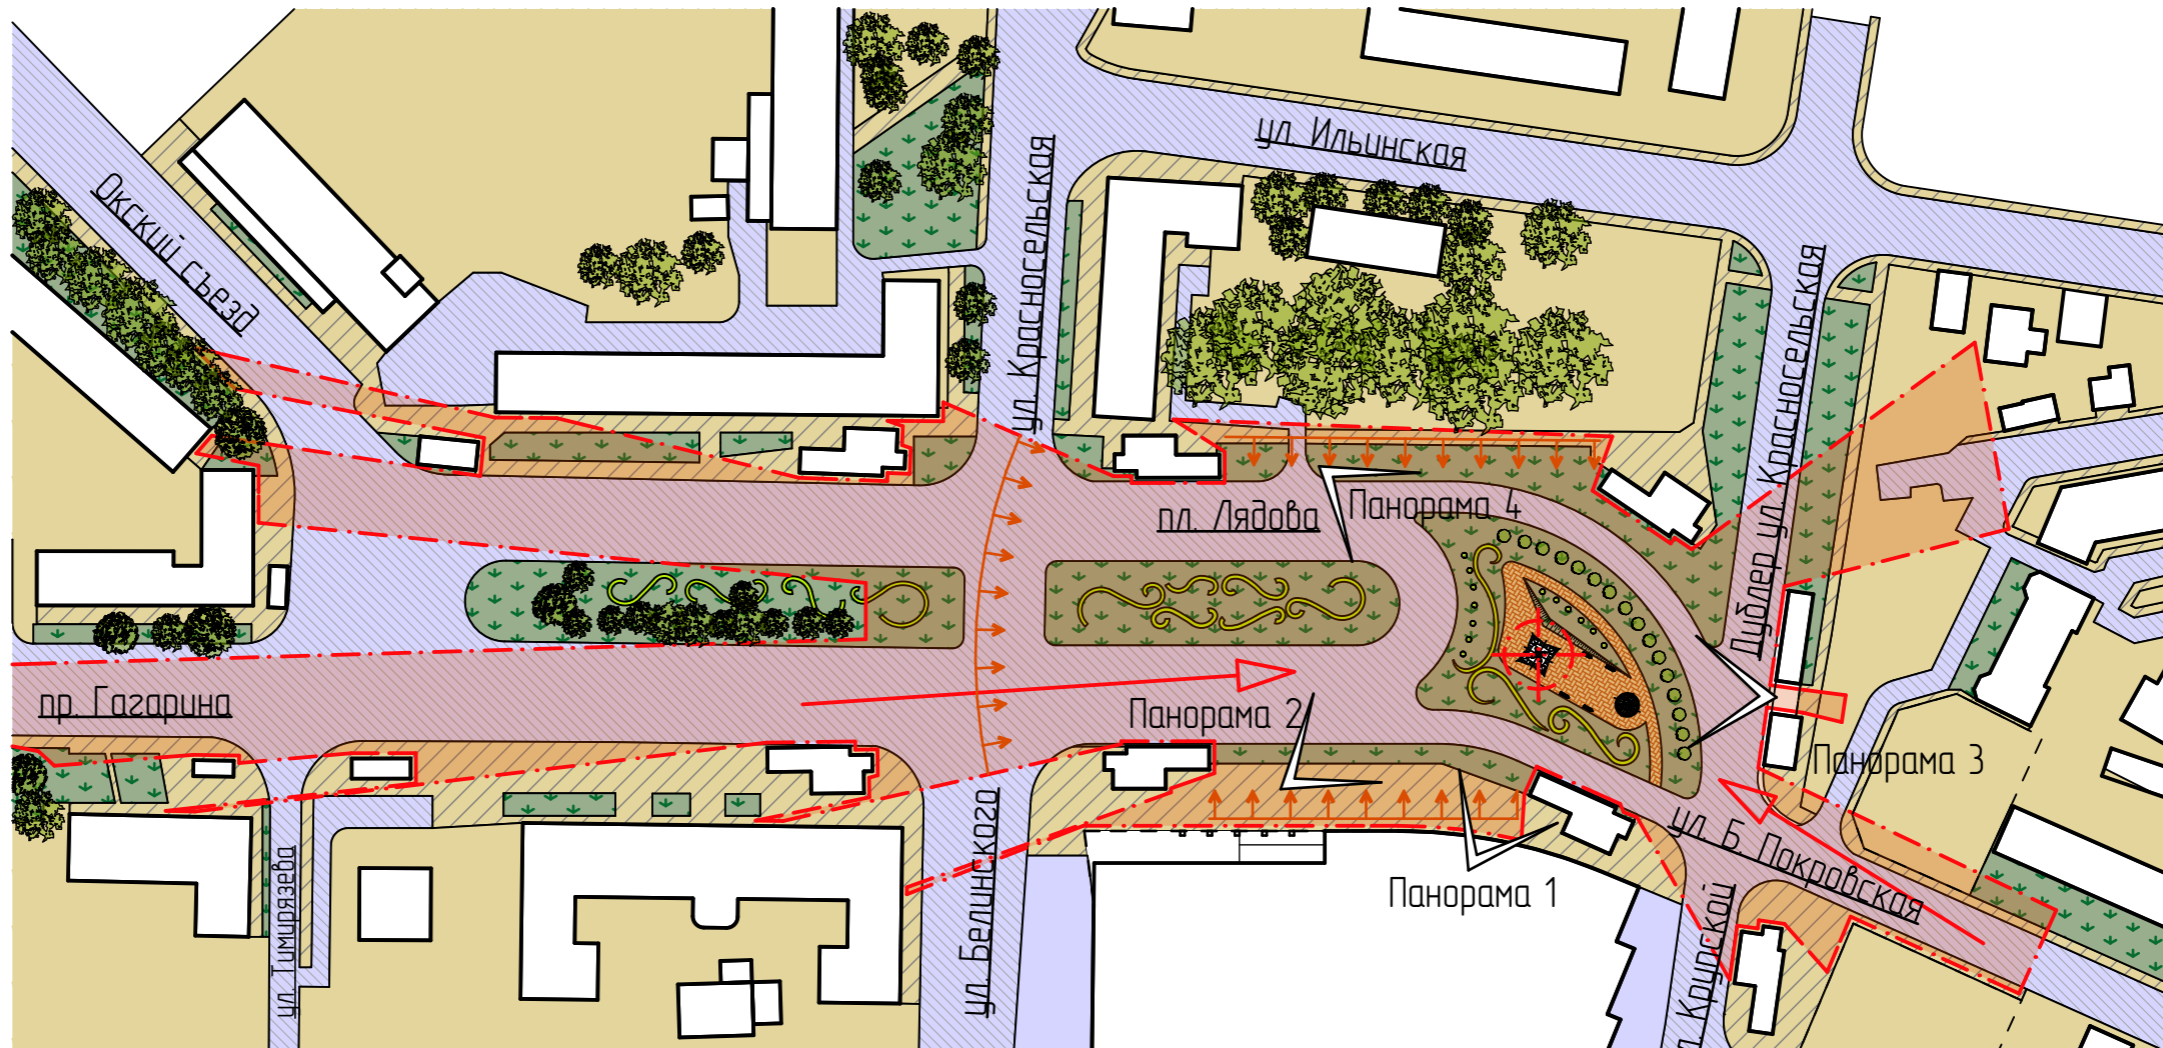 ул. Ильинская
ул. Красносельская
Окский съезд
Дублер ул. Красносельская
пл. Лядова
Панорама 4
пр. Гагарина
Панорама 2
Панорама 3
ул. Б. Покровская
Панорама 1
ул. Тимирязева
ул. Белинского
л. Крупской